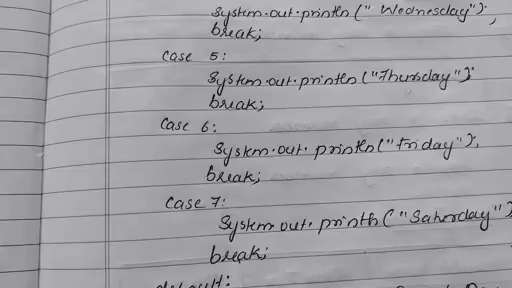 System.out.println(" Wednesday");
break;
case 5:
System.out.println("Thursday");
break;
Case 6:
System.out.println("Friday");
break;
Case 7:
System.out.println("Saturday")
break;
default: